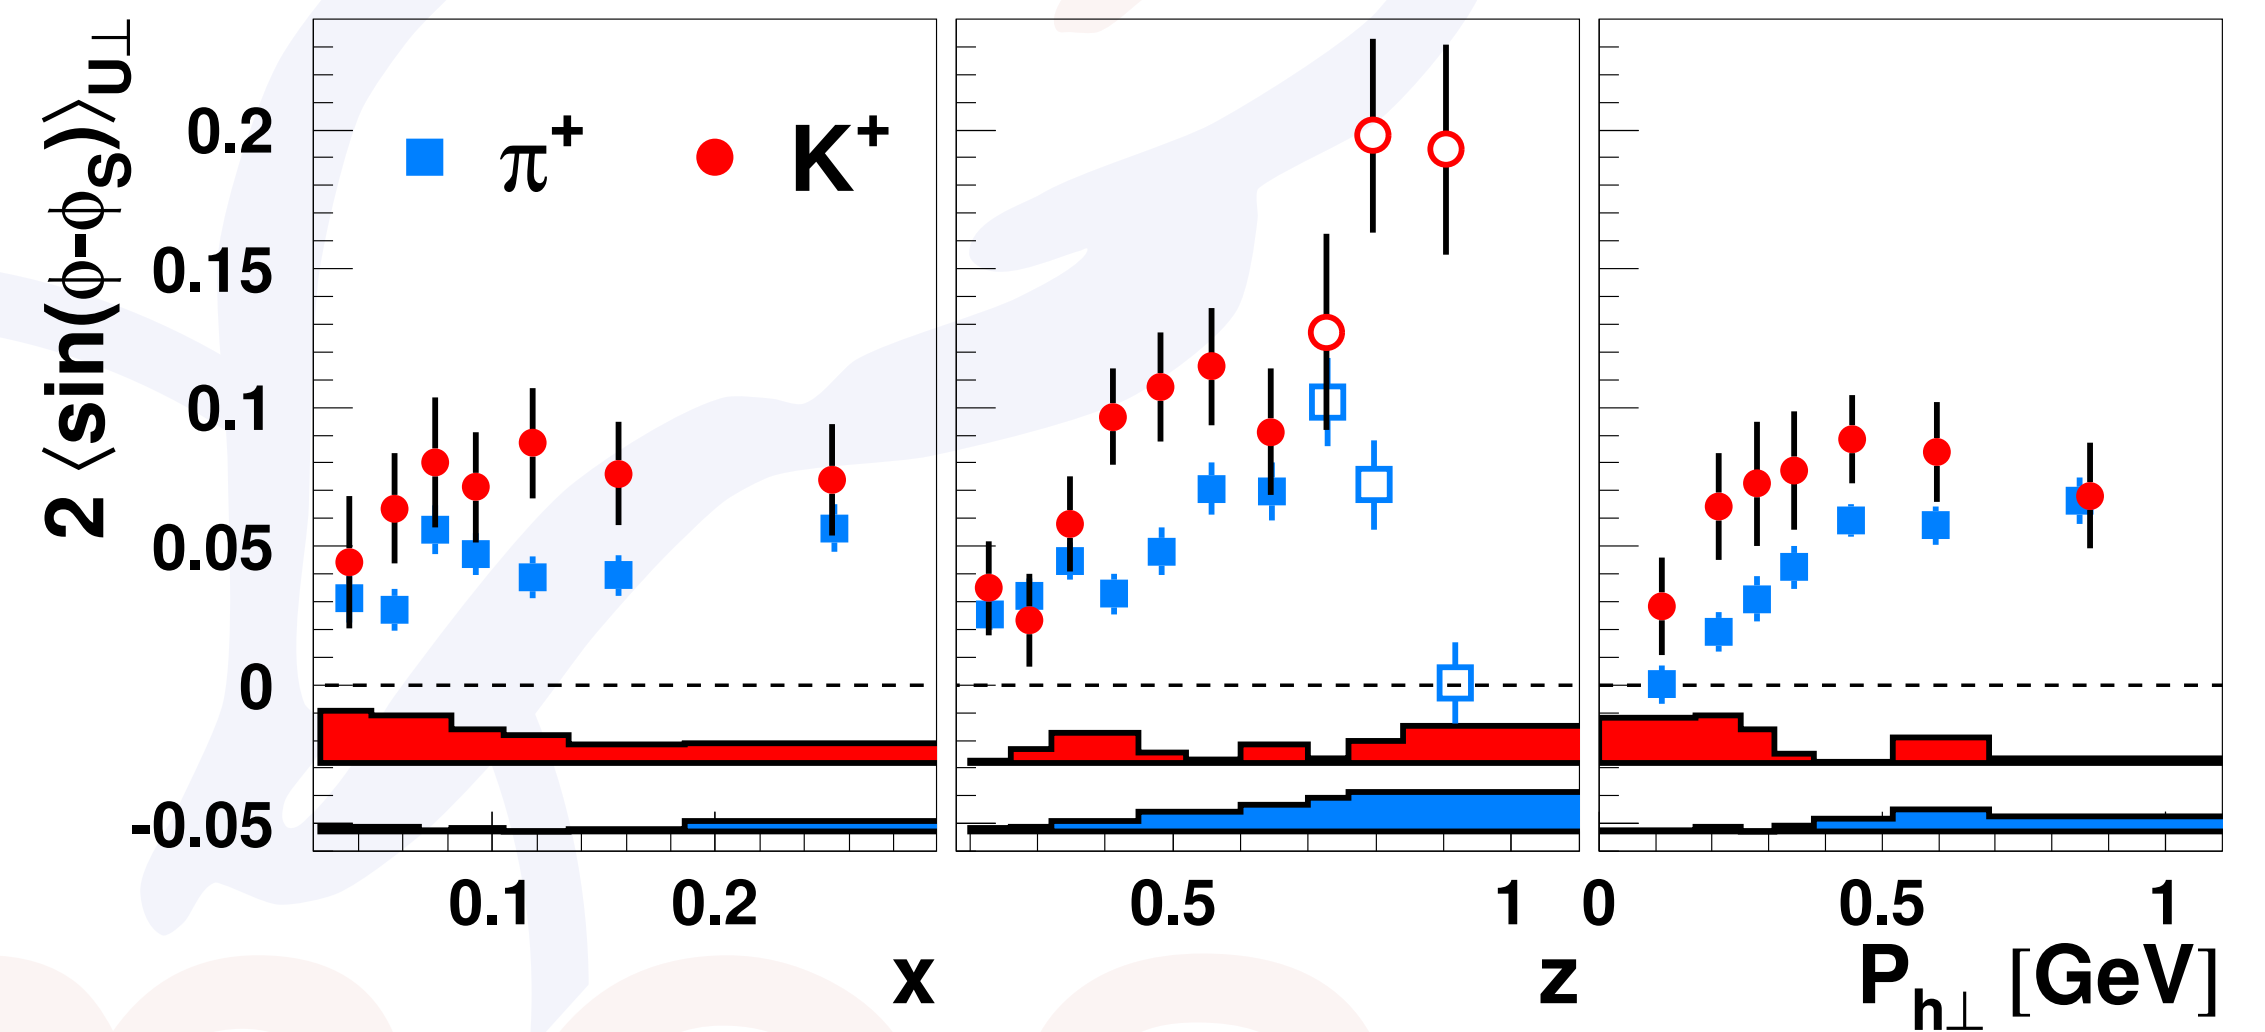 2 ⟨sin(ϕ-ϕS)⟩U⊥
π+ K+
0.2
0.15
0.1
0.05
0
-0.05
0.1 0.2
x
0.5 1
z
0 0.5 1
Ph⊥ [GeV]